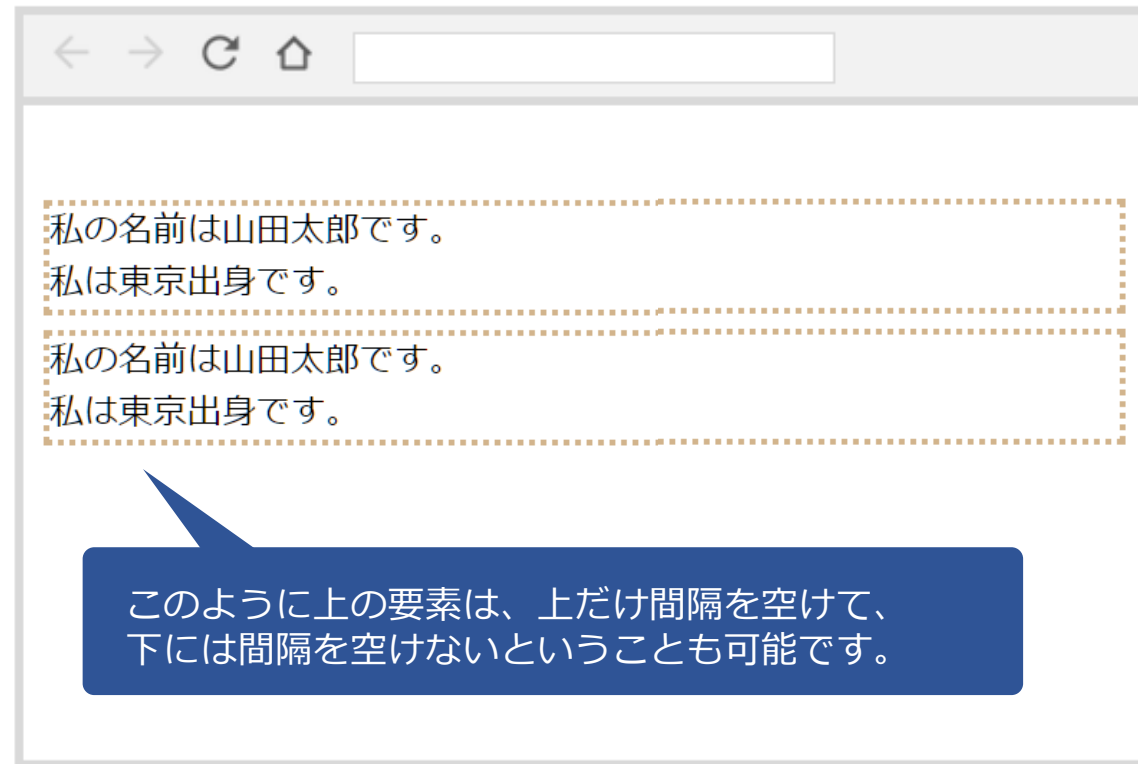 私の名前は山田太郎です。
私は東京出身です。
私の名前は山田太郎です。
私は東京出身です。
このように上の要素は、上だけ間隔を空けて、
下には間隔を空けないということも可能です。